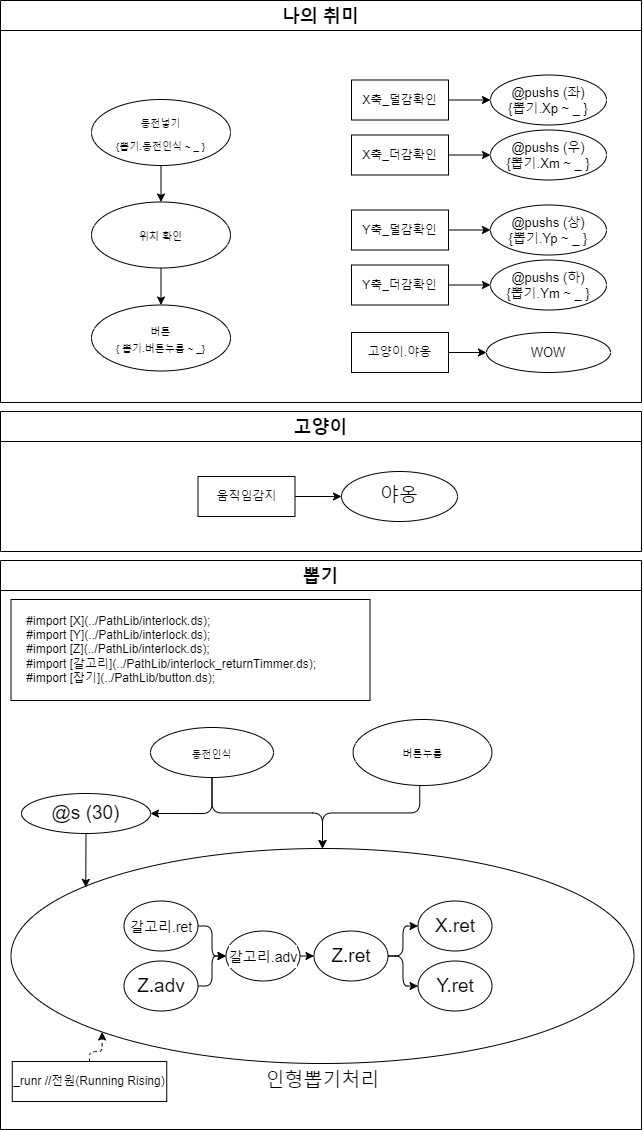 나의 취미
동전넣기
{뽑기.동전인식 ~ _ }
위치 확인
버튼
{ 뽑기.버튼누름 ~ _}
X축_덜감확인
@pushs (좌)
{뽑기.Xp ~ _ }
X축_더감확인
@pushs (우)
{뽑기.Xm ~ _ }
Y축_덜감확인
@pushs (상)
{뽑기.Yp ~ _ }
Y축_더감확인
@pushs (하)
{뽑기.Ym ~ _ }
고양이.야옹
WOW
고양이
움직임감지
야옹
뽑기
#import [X](../PathLib/interlock.ds);
#import [Y](../PathLib/interlock.ds);
#import [Z](../PathLib/interlock.ds);
#import [갈고리](../PathLib/interlock_returnTimmer.ds);
#import [잡기](../PathLib/button.ds);
동전인식
버튼누름
@s (30)
갈고리.ret
Z.adv
갈고리.adv
Z.ret
X.ret
Y.ret
_runr //전원(Running Rising)
인형뽑기처리